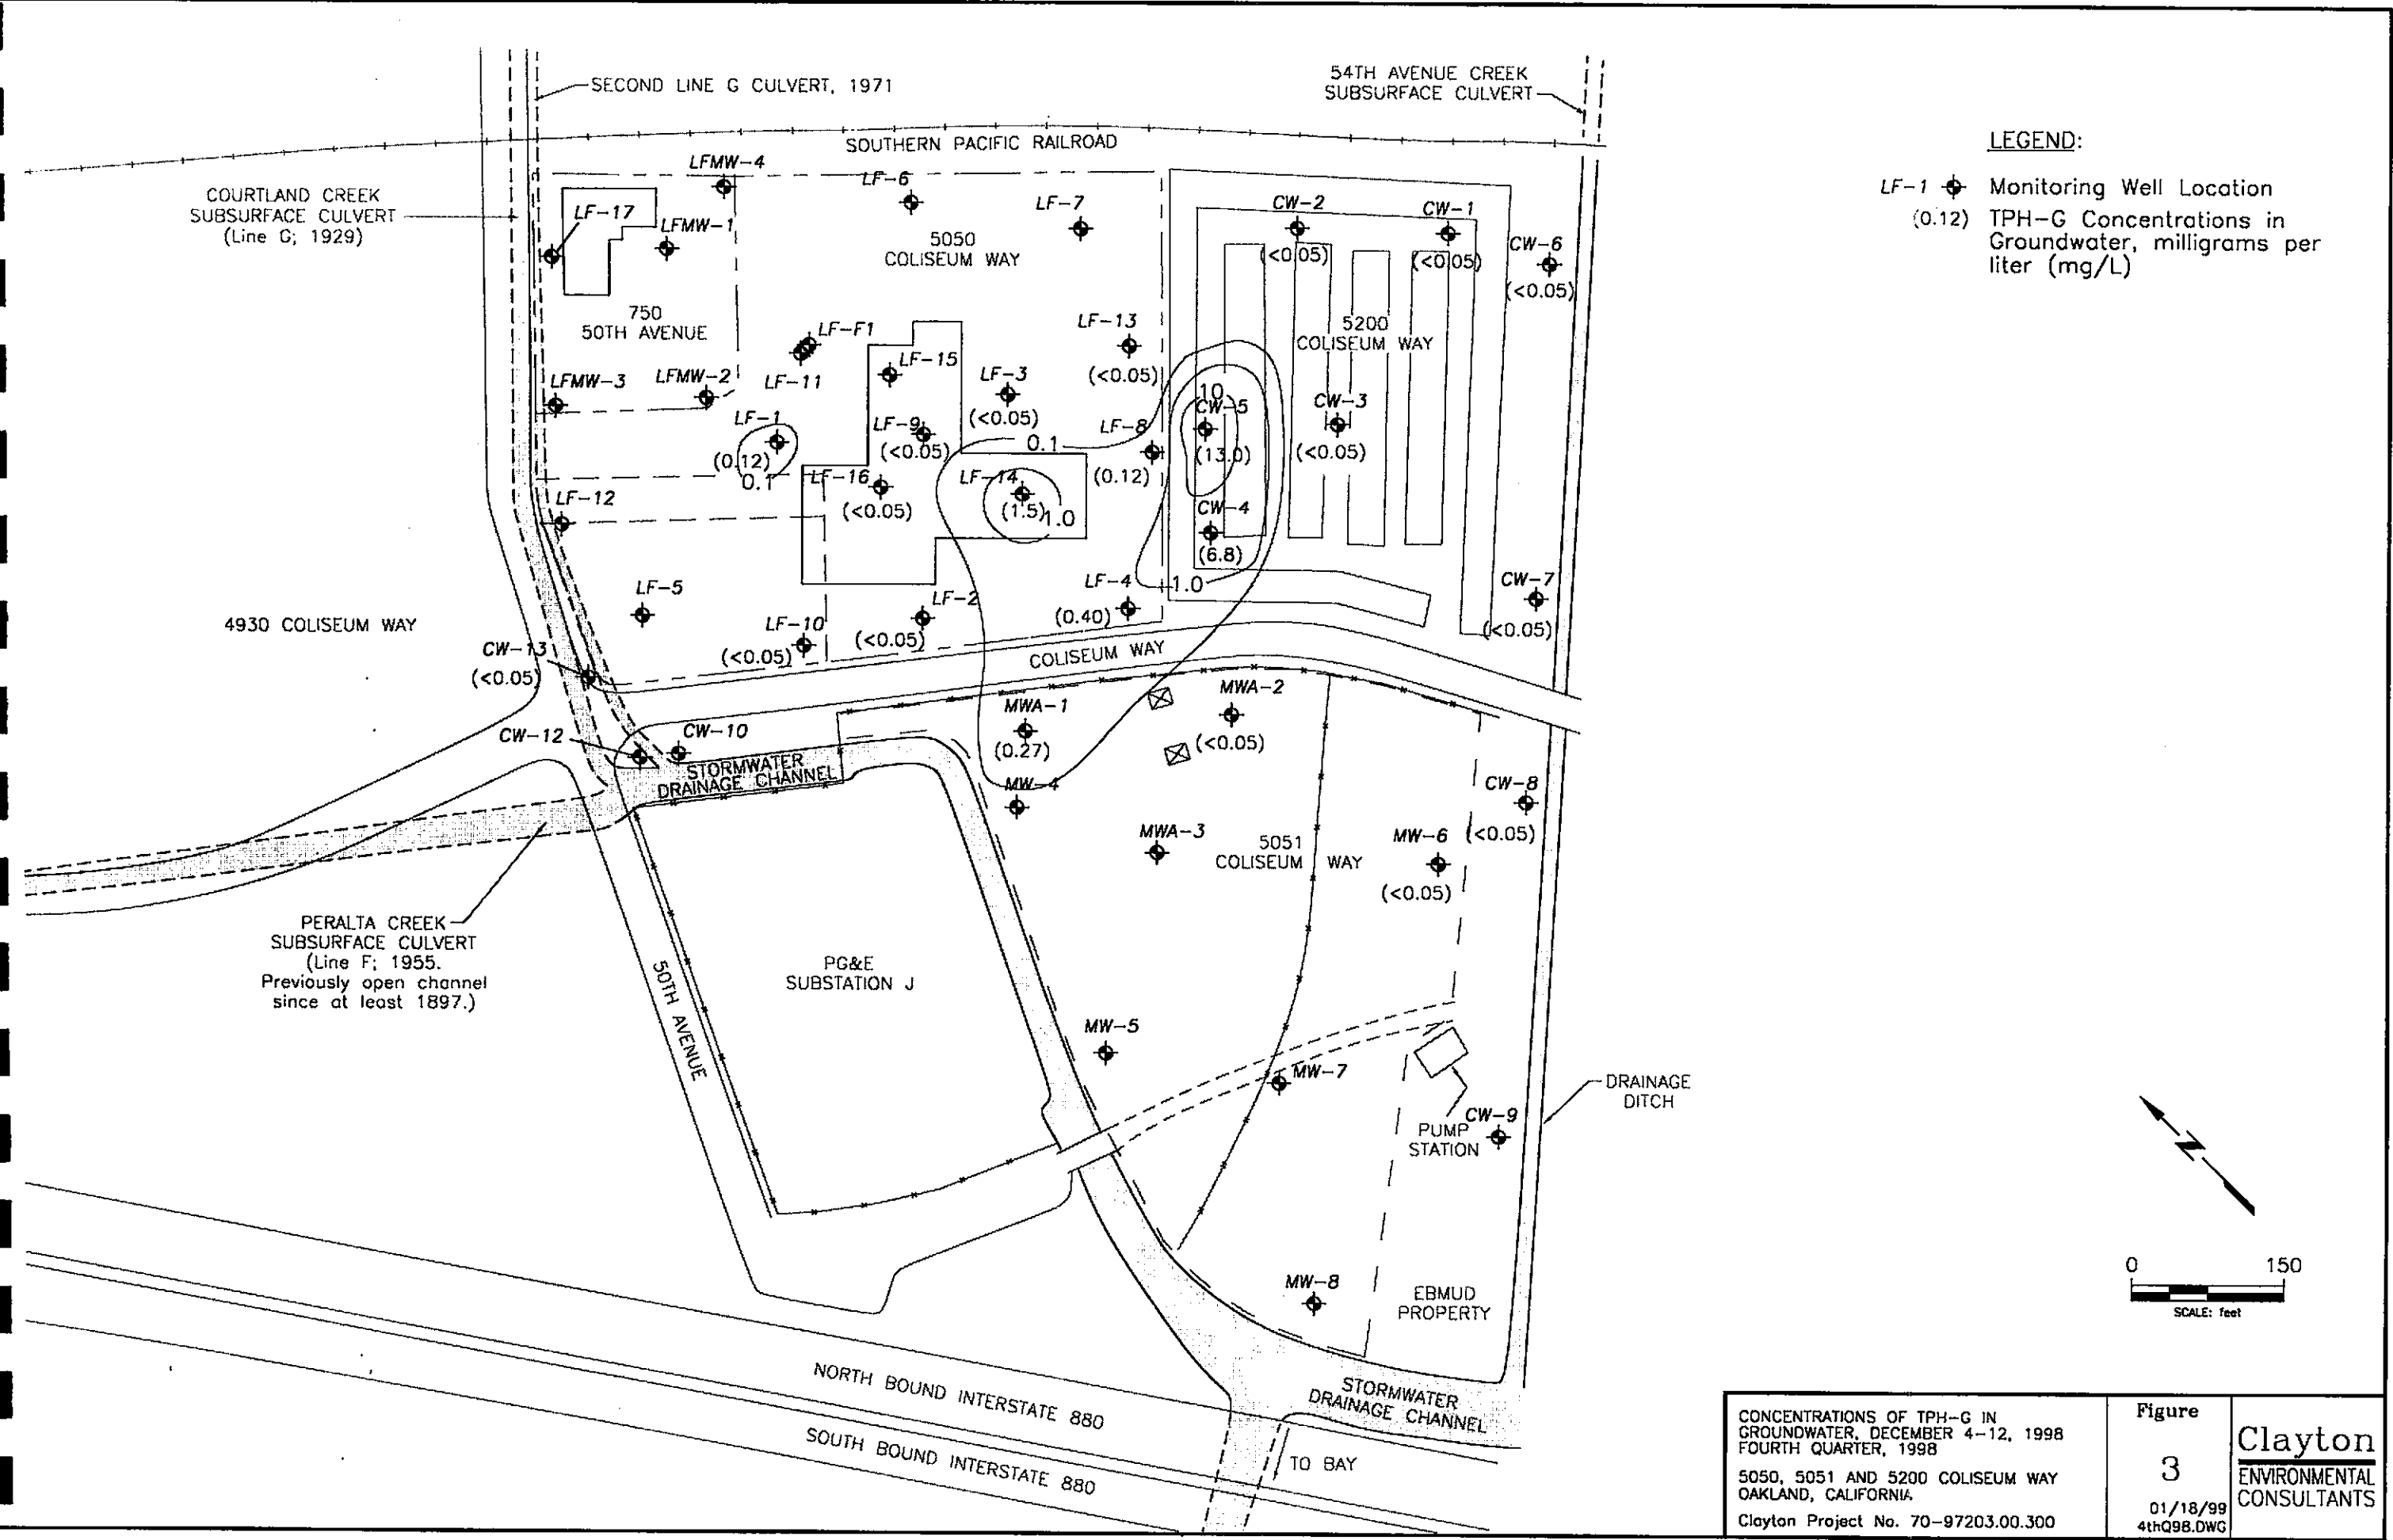 SECOND LINE G CULVERT, 1971
54TH AVENUE CREEK
SUBSURFACE CULVERT
SOUTHERN PACIFIC RAILROAD
LEGEND:
LF-1 Monitoring Well Location
(0.12) TPH-G Concentrations in
Groundwater, milligrams per
liter (mg/L)
COURTLAND CREEK
SUBSURFACE CULVERT
(Line G; 1929)
LFMW-4
LF-6
LF-7
LF-17
LFMW-1
5050
COLISEUM WAY
CW-2
(<0.05)
CW-1
(<0.05)
CW-6
(<0.05)
750
50TH AVENUE
LF-F1
LF-11
LF-15
LF-13
(<0.05)
5200
COLISEUM WAY
LFMW-3
LFMW-2
LF-3
(<0.05)
LF-1
(0.12)
0.1
LF-9
(<0.05)
0.1
LF-8
(0.12)
10
CW-5
(13.0)
CW-3
(<0.05)
LF-16
(<0.05)
LF-14
(1.5)
1.0
LF-12
CW-4
(6.8)
1.0
LF-5
4930 COLISEUM WAY
LF-10
(<0.05)
LF-2
(<0.05)
LF-4
(0.40)
CW-7
(<0.05)
CW-13
(<0.05)
COLISEUM WAY
CW-12
CW-10
STORMWATER
DRAINAGE CHANNEL
MWA-1
(0.27)
MWA-2
(<0.05)
MW-4
MWA-3
5051
COLISEUM WAY
CW-8
(<0.05)
MW-6
(<0.05)
PERALTA CREEK
SUBSURFACE CULVERT
(Line F; 1955.
Previously open channel
since at least 1897.)
50TH AVENUE
PG&E
SUBSTATION J
MW-5
MW-7
DRAINAGE
DITCH
PUMP
STATION
CW-9
N
MW-8
EBMUD
PROPERTY
0 150
SCALE: feet
NORTH BOUND INTERSTATE 880
SOUTH BOUND INTERSTATE 880
STORMWATER
DRAINAGE CHANNEL
TO BAY
CONCENTRATIONS OF TPH-G IN
GROUNDWATER, DECEMBER 4-12, 1998
FOURTH QUARTER, 1998
5050, 5051 AND 5200 COLISEUM WAY
OAKLAND, CALIFORNIA
Clayton Project No. 70-97203.00.300
Figure
3
01/18/99
4thQ98.DWG
Clayton
ENVIRONMENTAL
CONSULTANTS